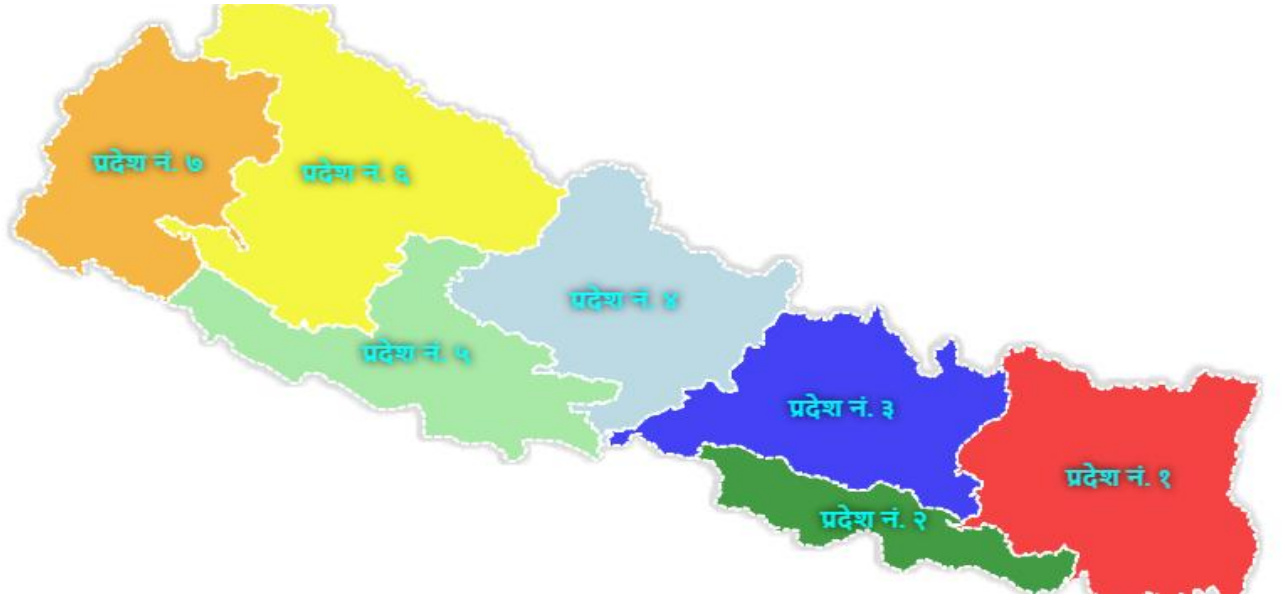 प्रदेश नं. ७
प्रदेश नं. ६
प्रदेश नं. ४
प्रदेश नं. ५
प्रदेश नं. ३
प्रदेश नं. १
प्रदेश नं. २